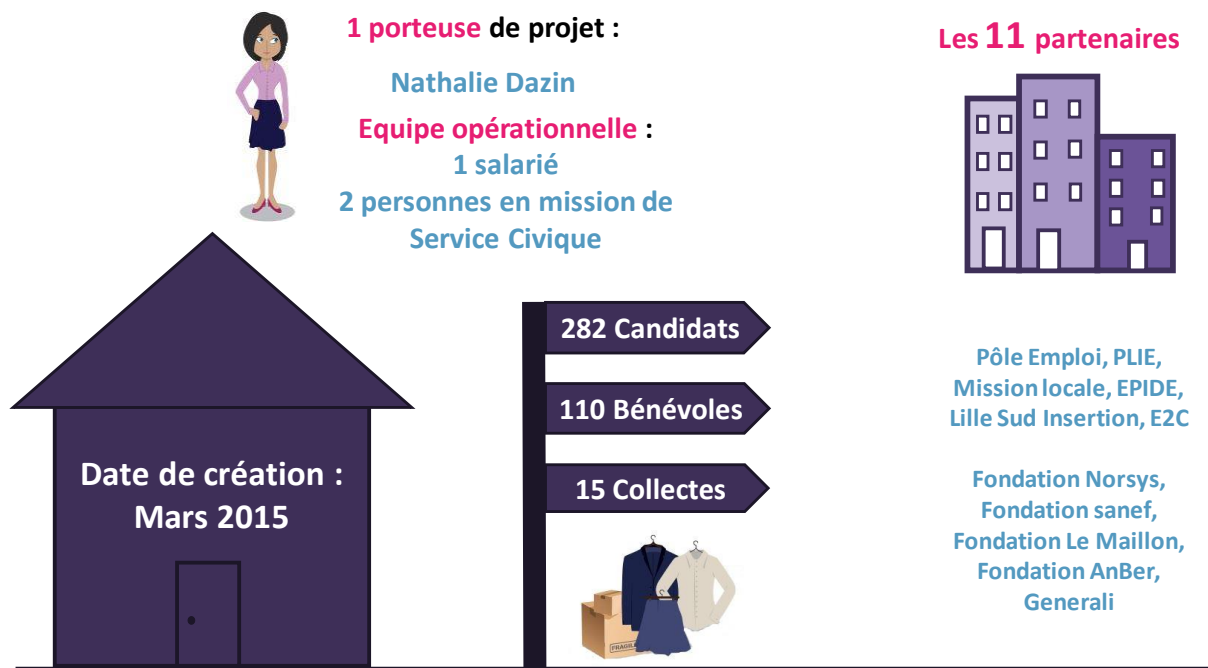 1 porteuse de projet :
Nathalie Dazin
Equipe opérationnelle :
1 salarié
2 personnes en mission de
Service Civique
Les 11 partenaires
Date de création :
Mars 2015
282 Candidats
110 Bénévoles
15 Collectes
FRAGILE
Pôle Emploi, PLIE,
Mission locale, EPIDE,
Lille Sud Insertion, E2C
Fondation Norsys,
Fondation sanef,
Fondation Le Maillon,
Fondation AnBer,
Generali